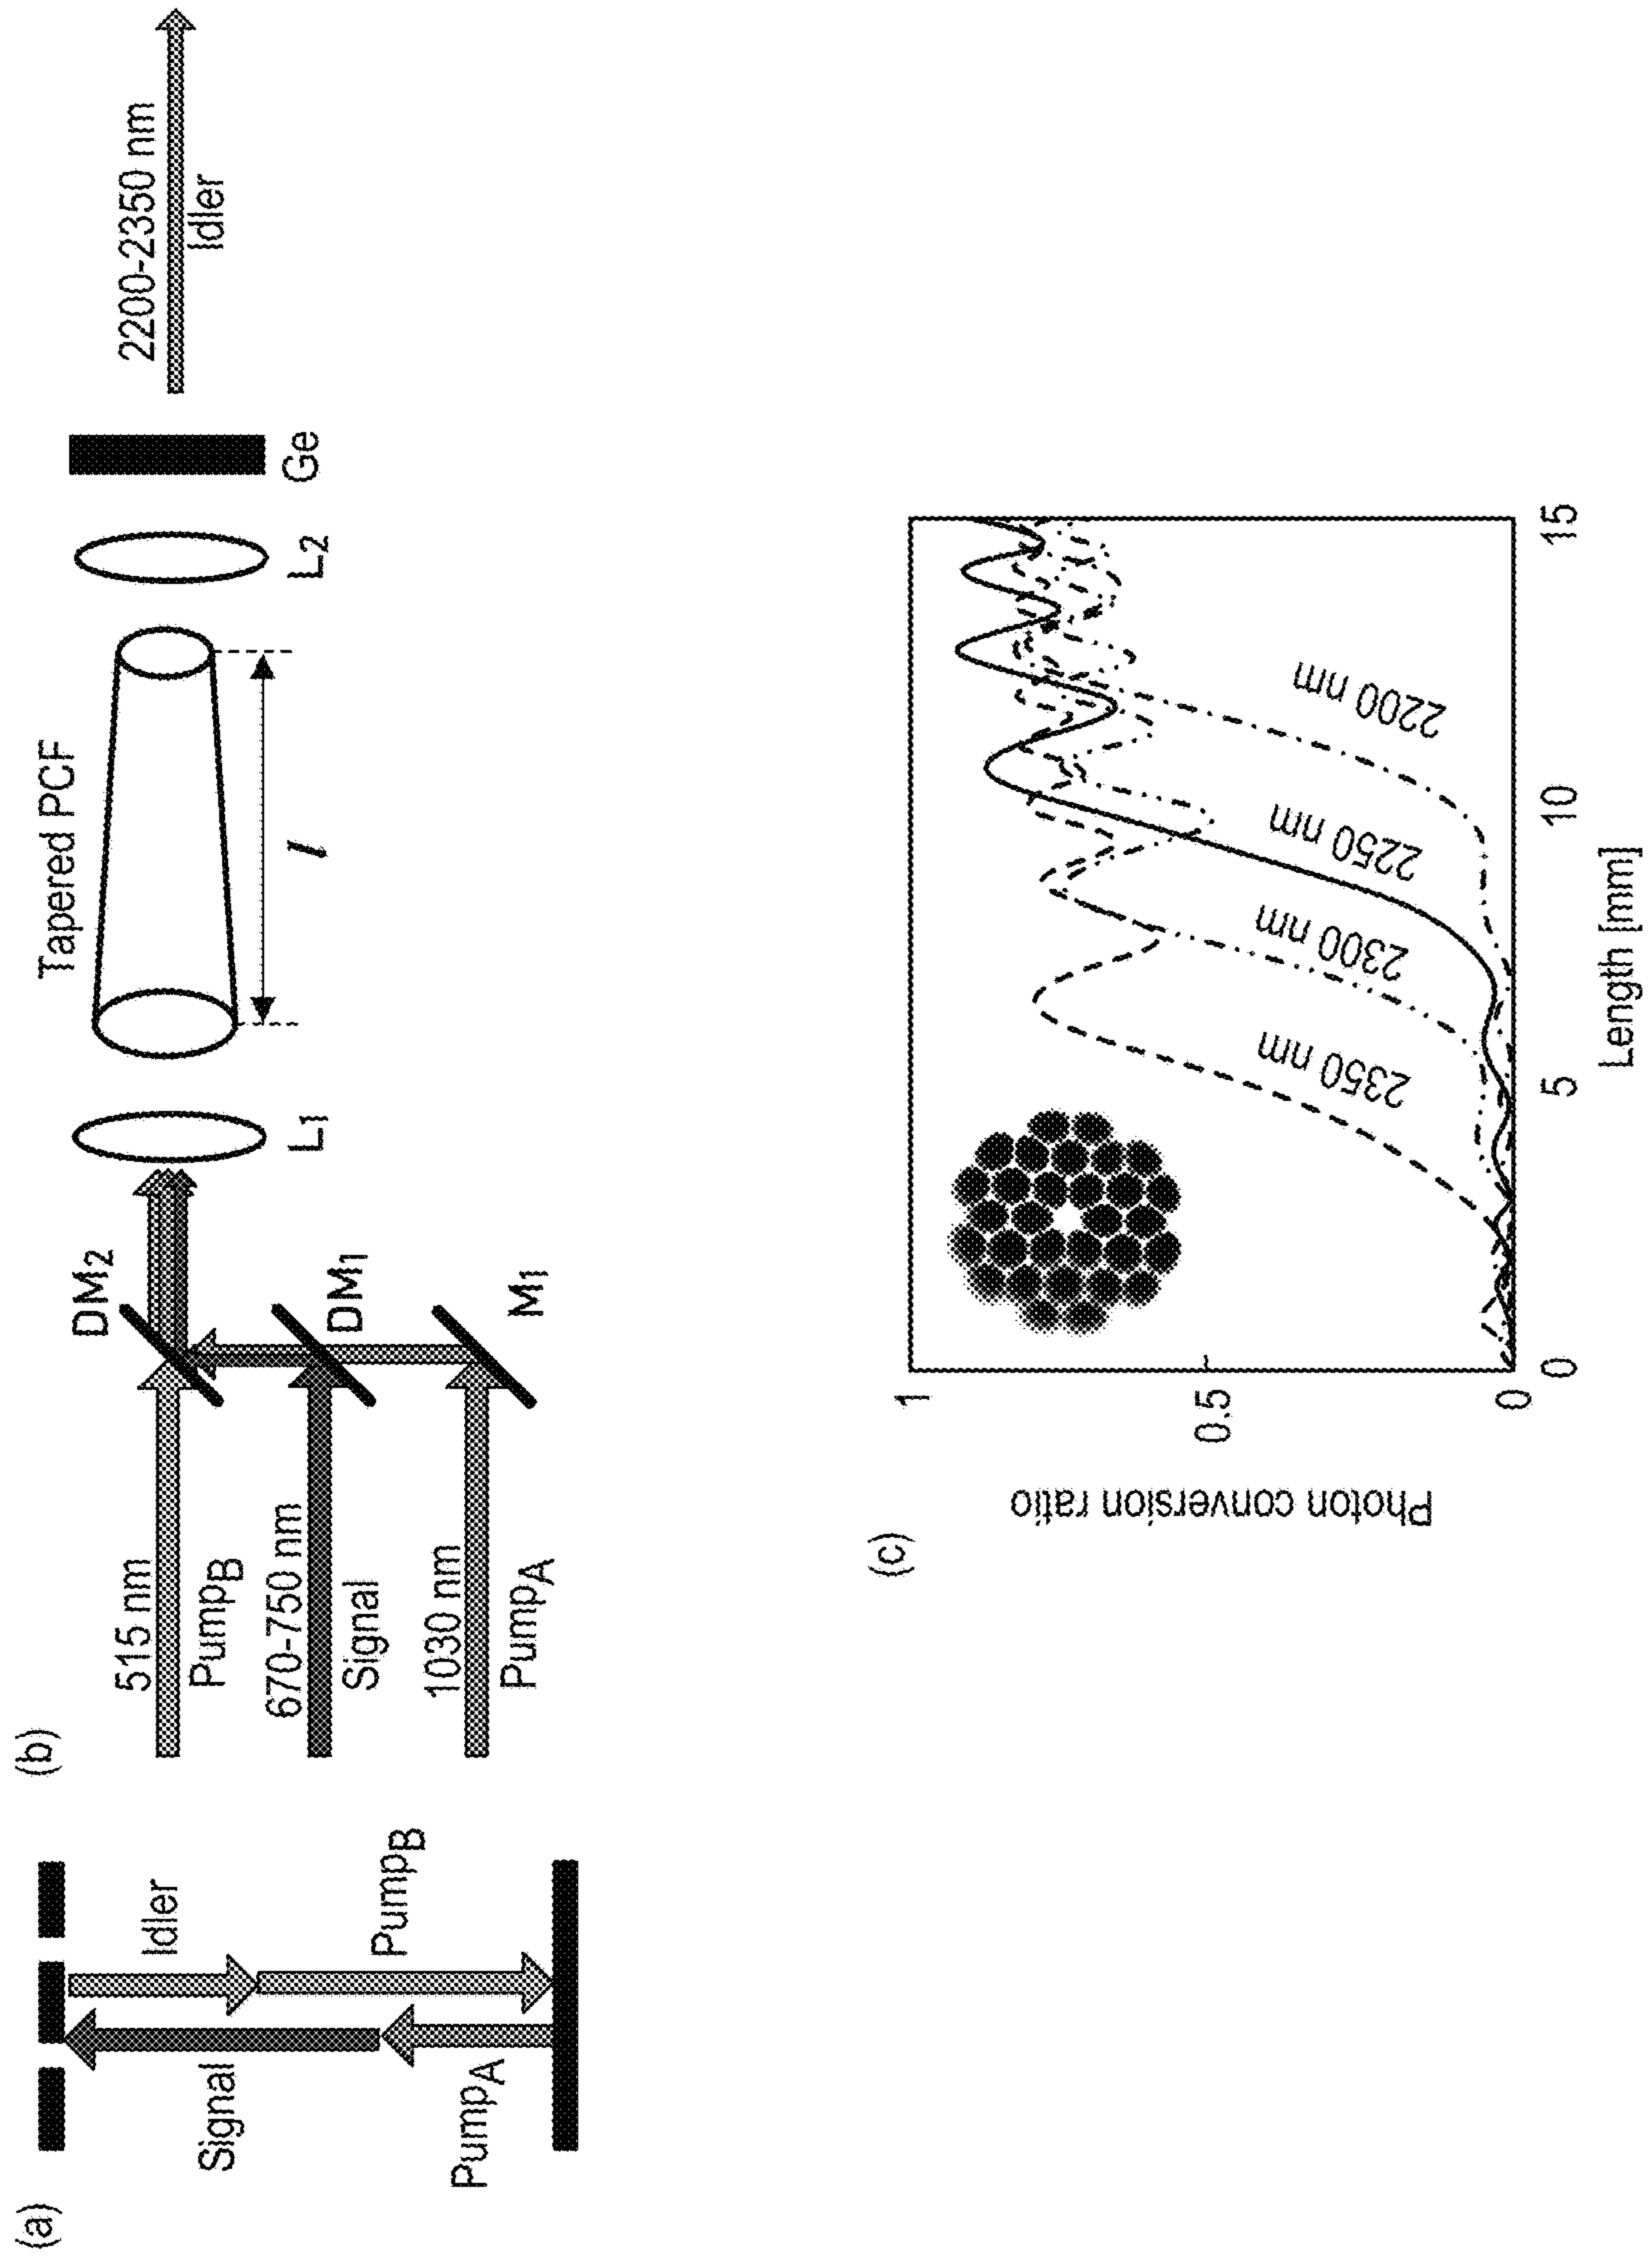 (a)
Signal
Idler
PumpA
PumpB
(b)
515 nm
PumpB
670-750 nm
Signal
1030 nm
PumpA
DM2
DM1
M1
L1
Tapered PCF
l
L2
Ge
2200-2350 nm
Idler
(c)
Photon conversion ratio
1
0.5
0
2350 nm
2300 nm
2250 nm
2200 nm
0
5
10
15
Length [mm]